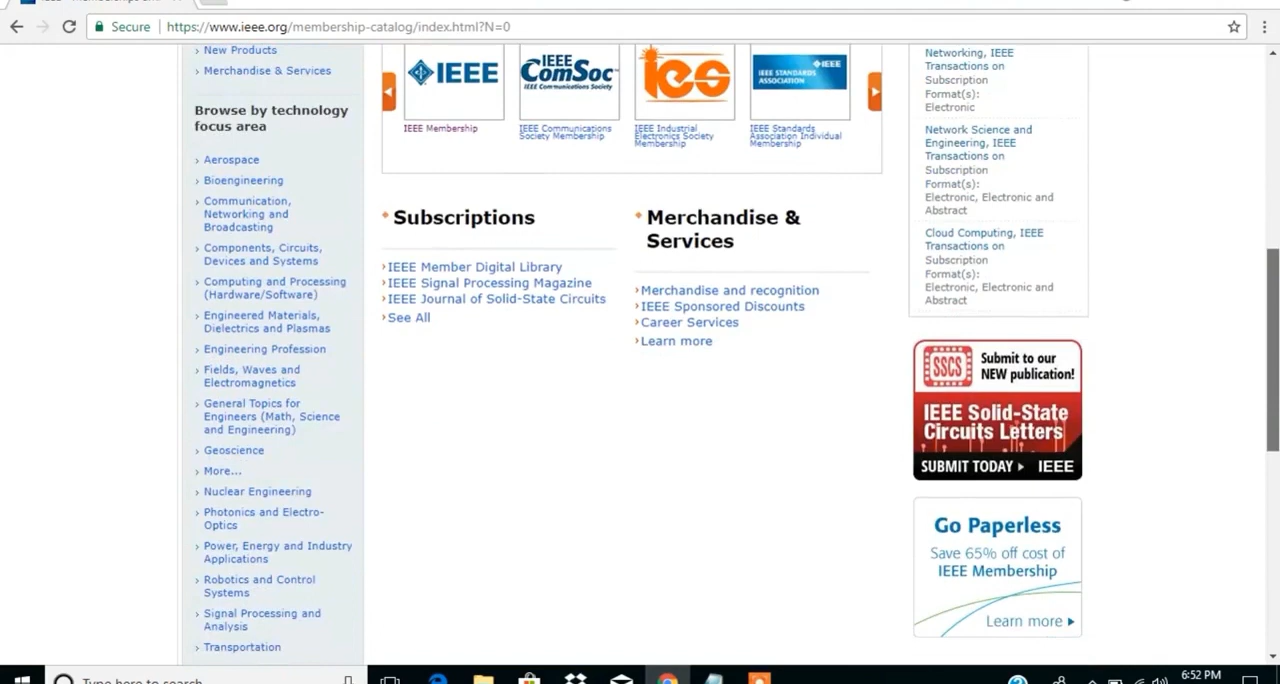 Secure
https://www.ieee.org/membership-catalog/index.html?N=0
New Products
Merchandise & Services
Browse by technology
focus area
Aerospace
Bioengineering
Communication,
Networking and
Broadcasting
Components, Circuits,
Devices and Systems
Computing and Processing
(Hardware/Software)
Engineered Materials,
Dielectrics and Plasmas
Engineering Profession
Fields, Waves and
Electromagnetics
General Topics for
Engineers (Math, Science
and Engineering)
Geoscience
More...
Nuclear Engineering
Photonics and Electro-
Optics
Power, Energy and Industry
Applications
Robotics and Control
Systems
Signal Processing and
Analysis
Transportation
IEEE
IEEE Membership
IEEE
ComSoc
IEEE Communications Society
IEEE Communications
Society Membership
ies
IEEE Industrial
Electronics Society
Membership
IEEE
IEEE STANDARDS
ASSOCIATION
IEEE Standards
Association Individual
Membership
Subscriptions
IEEE Member Digital Library
IEEE Signal Processing Magazine
IEEE Journal of Solid-State Circuits
See All
Merchandise &
Services
Merchandise and recognition
IEEE Sponsored Discounts
Career Services
Learn more
Networking, IEEE
Transactions on
Subscription
Format(s):
Electronic
Network Science and
Engineering, IEEE
Transactions on
Subscription
Format(s):
Electronic, Electronic and
Abstract
Cloud Computing, IEEE
Transactions on
Subscription
Format(s):
Electronic, Electronic and
Abstract
SSCS
Submit to our
NEW publication!
IEEE Solid-State
Circuits Letters
SUBMIT TODAY
IEEE
Go Paperless
Save 65% off cost of
IEEE Membership
Learn more
Type here to search
6:52 PM